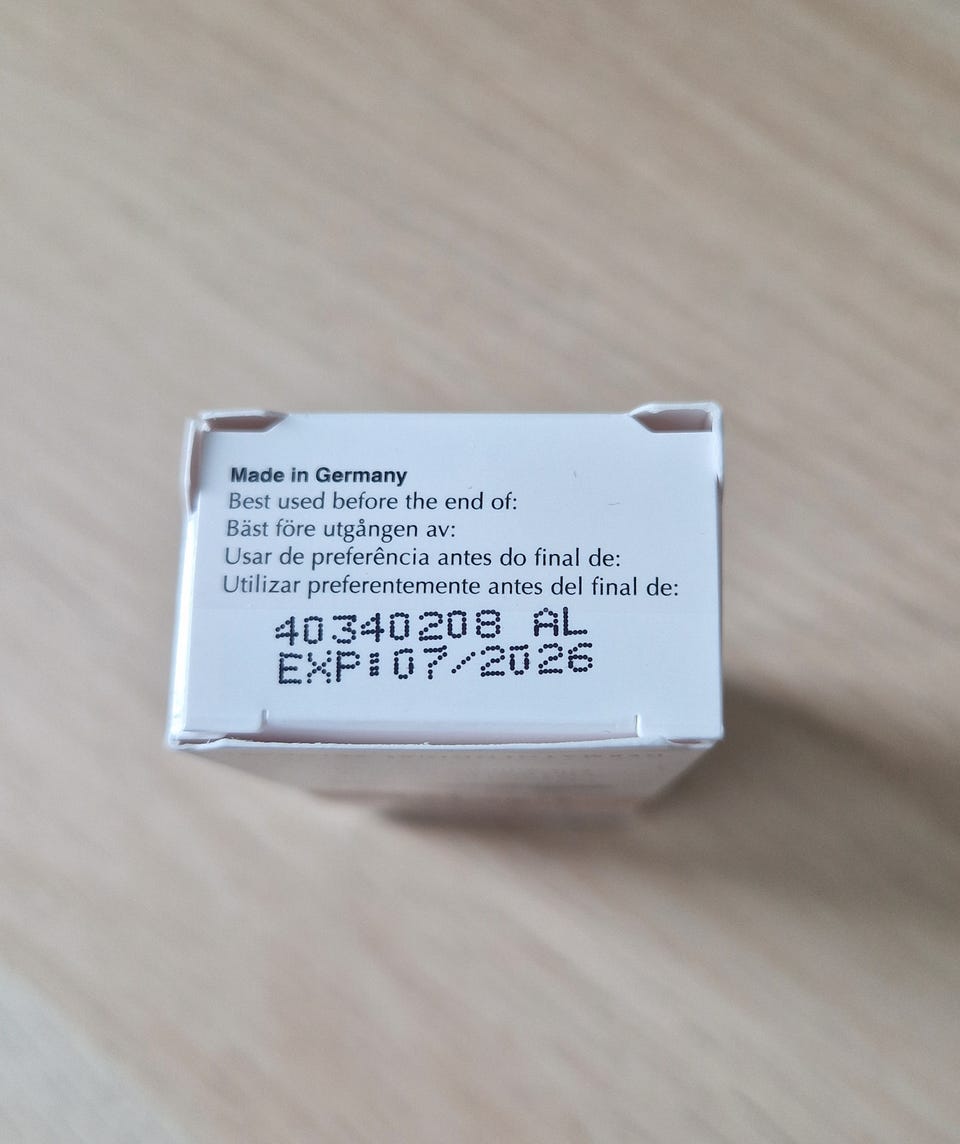 Made in Germany
Best used before the end of:
Bäst före utgången av:
Usar de preferência antes do final de:
Utilizar preferentemente antes del final de:
40340208 AL
EXP:07/2026